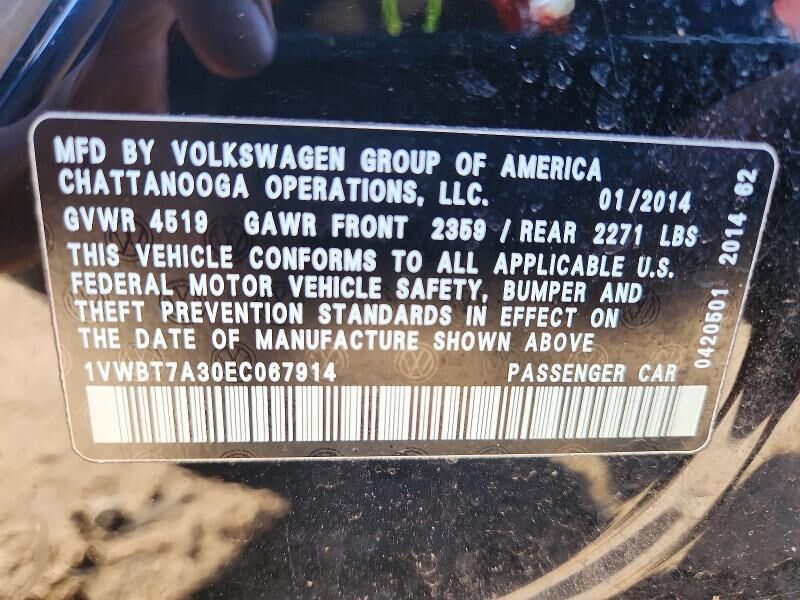 MFD BY VOLKSWAGEN GROUP OF AMERICA
CHATTANOOGA OPERATIONS, LLC. 01/2014
GVWR 4519 GAWR FRONT 2359 / REAR 2271 LBS
THIS VEHICLE CONFORMS TO ALL APPLICABLE U.S.
FEDERAL MOTOR VEHICLE SAFETY, BUMPER AND
THEFT PREVENTION STANDARDS IN EFFECT ON
THE DATE OF MANUFACTURE SHOWN ABOVE
1VWBT7A30EC067914 PASSENGER CAR
0420501 2014 62